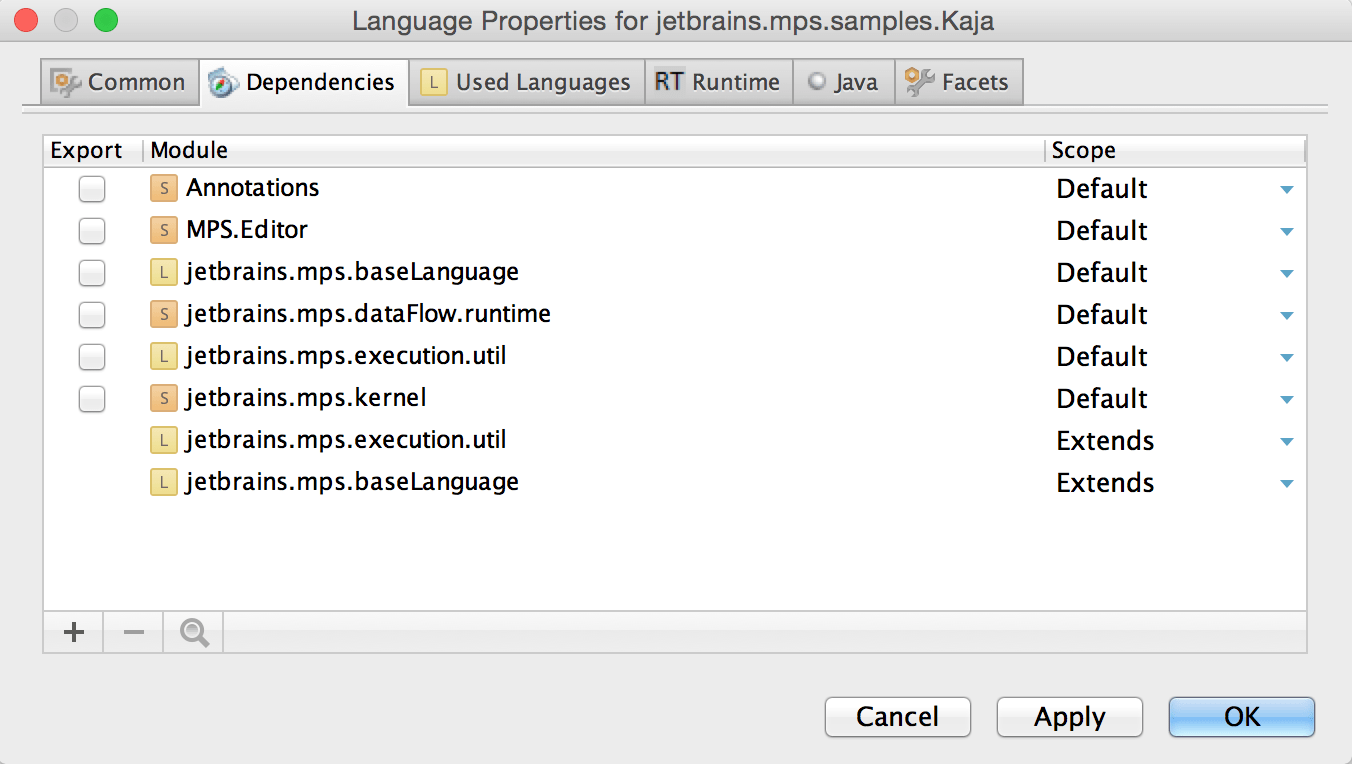 Language Properties for jetbrains.mps.samples.Kaja
Common Dependencies L Used Languages RT Runtime Java Facets
Export Module Scope
S Annotations Default
S MPS.Editor Default
L jetbrains.mps.baseLanguage Default
S jetbrains.mps.dataFlow.runtime Default
L jetbrains.mps.execution.util Default
S jetbrains.mps.kernel Default
L jetbrains.mps.execution.util Extends
L jetbrains.mps.baseLanguage Extends
Cancel Apply OK